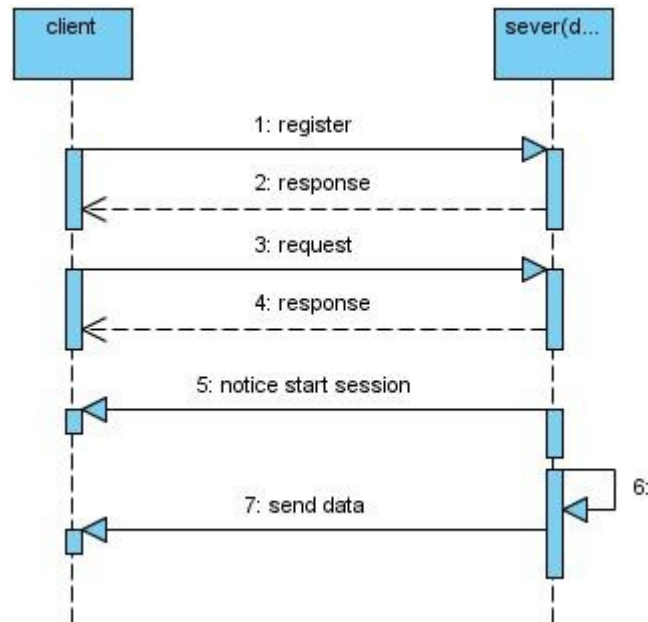 client
sever(d...
1: register
2: response
3: request
4: response
5: notice start session
6:
7: send data